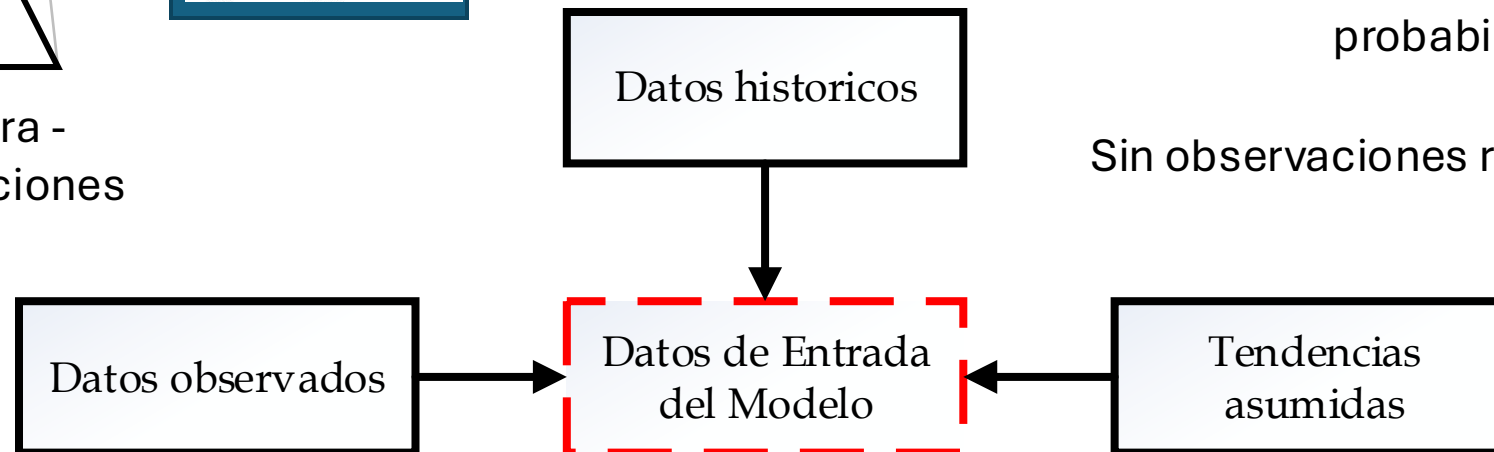 probabi
Datos historicos
ra -
ciones
Sin observaciones r
Datos observados
Datos de Entrada
del Modelo
Tendencias
asumidas